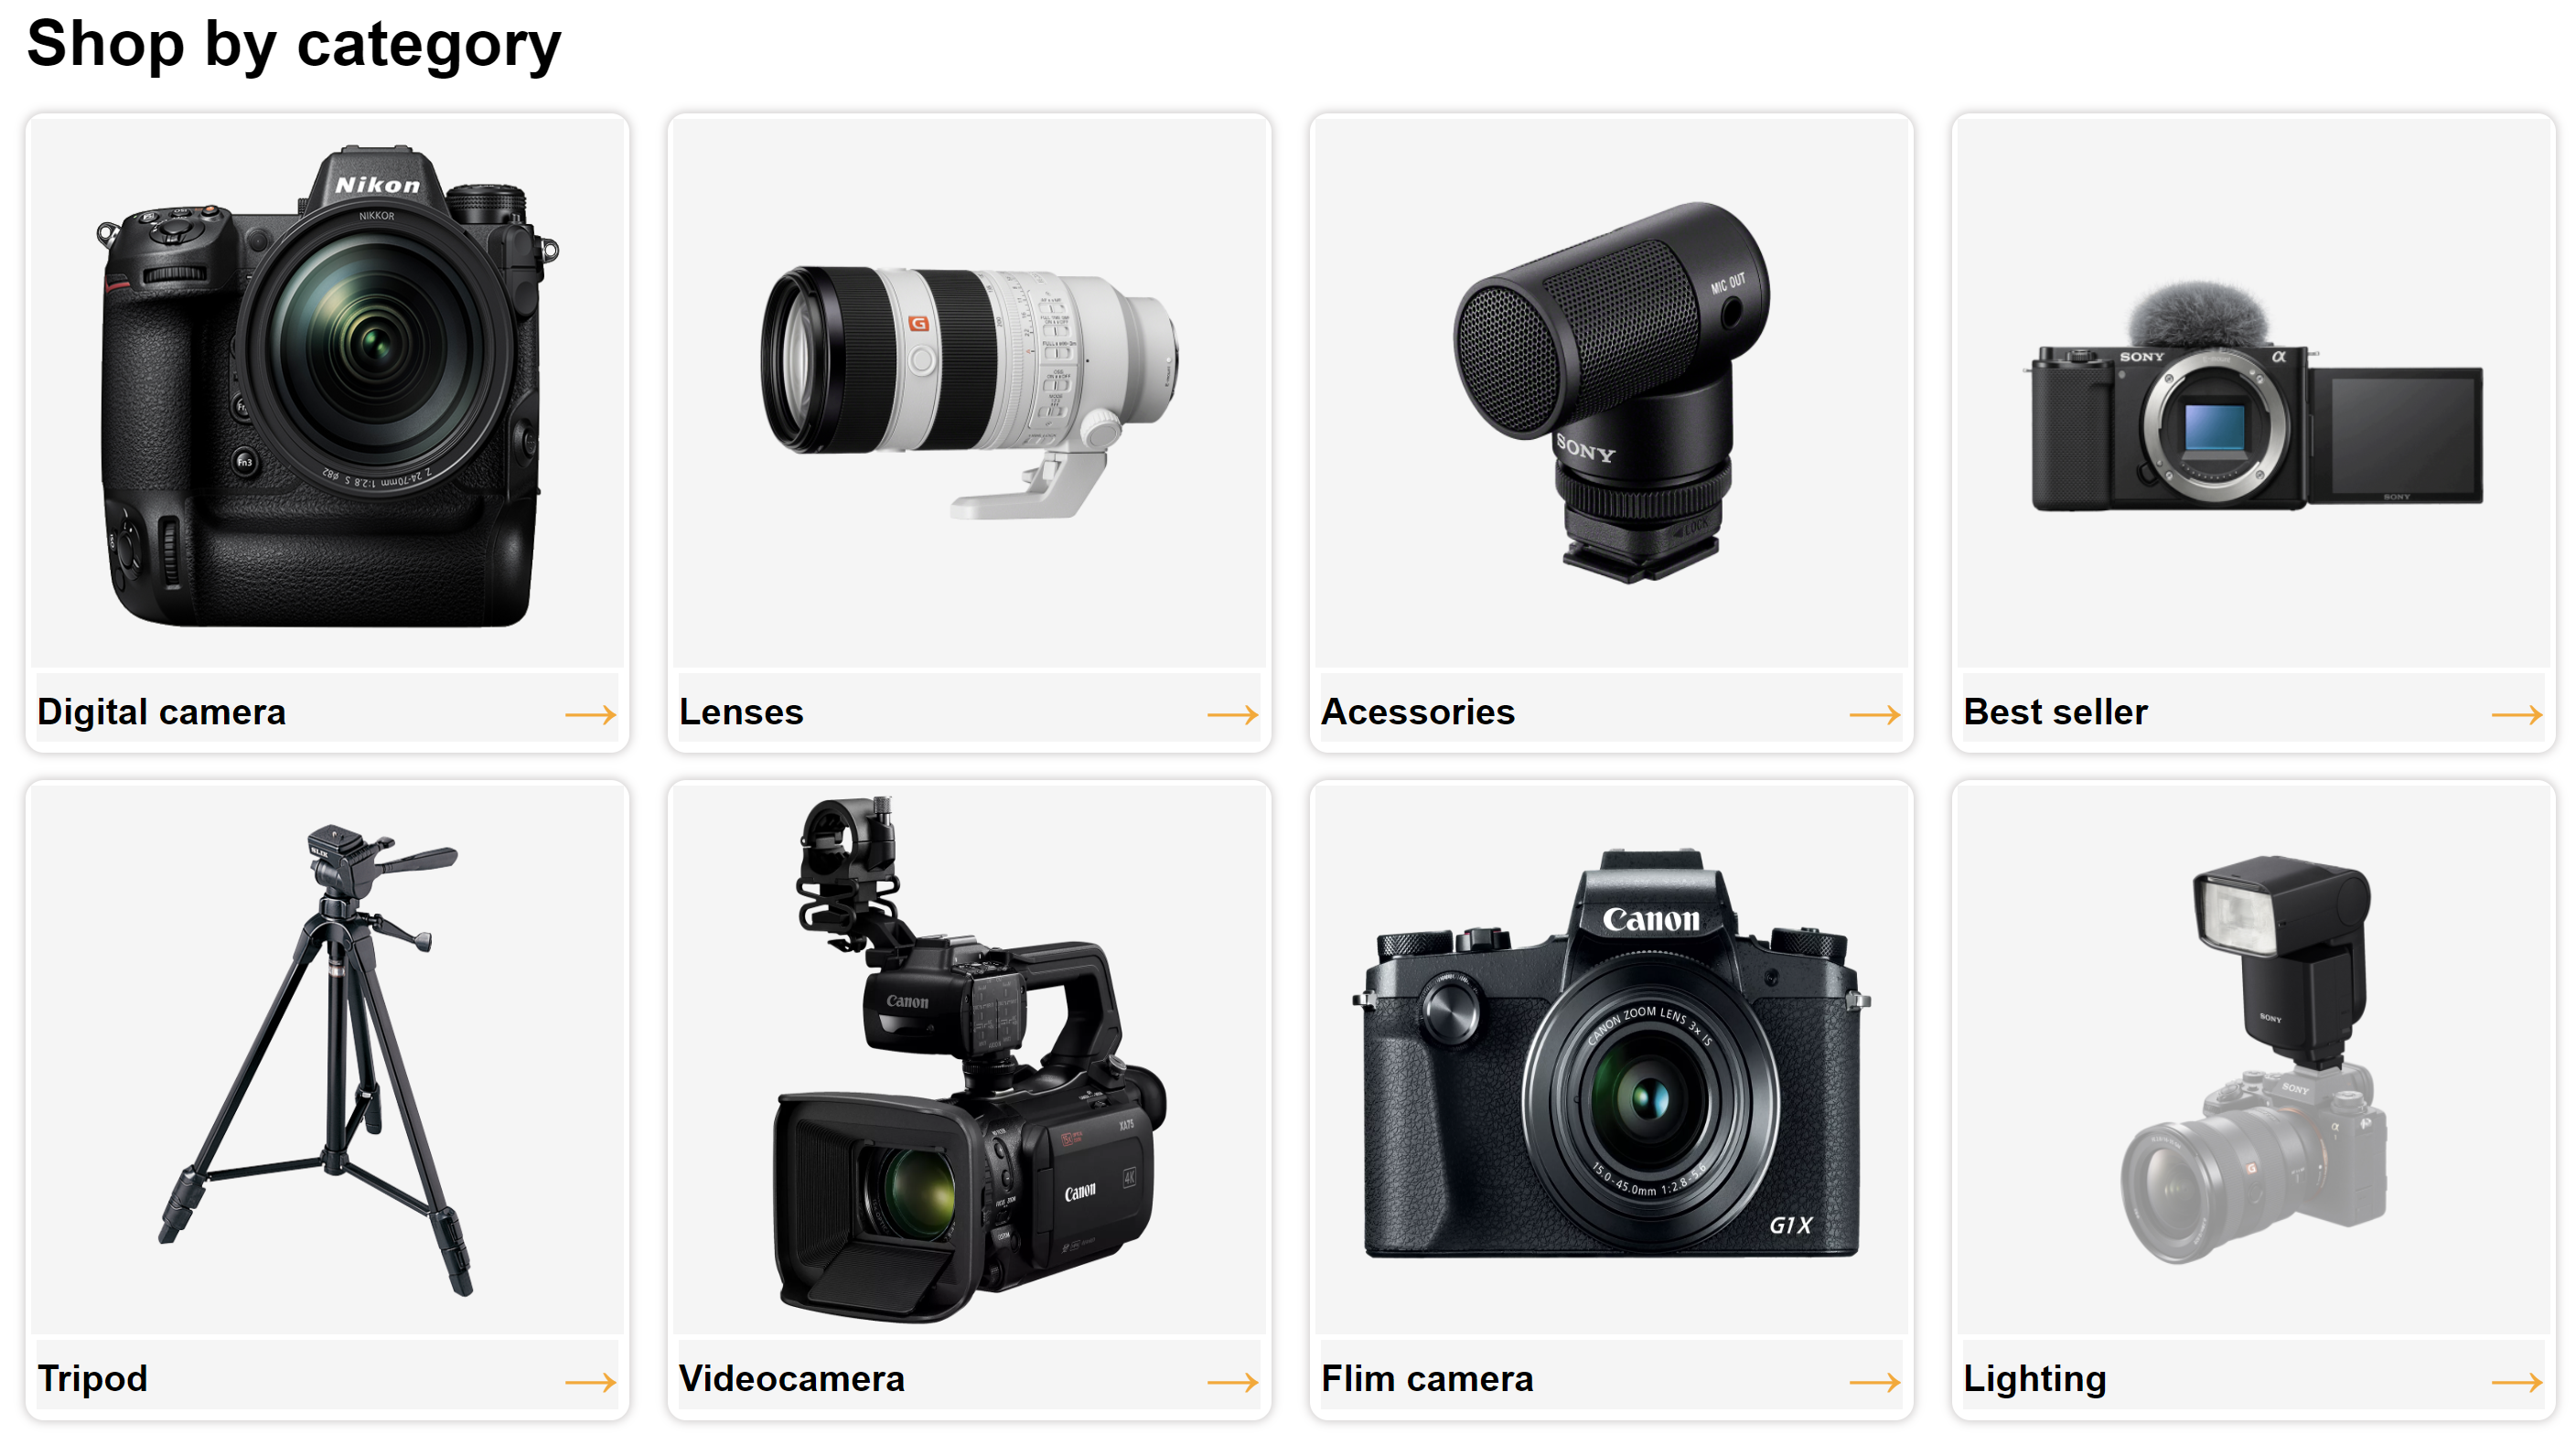 Shop by category
Nikon
NIKKOR
Fn3
Z 24-70mm 1:2.8 S ø82
G
MIC OUT
SONY
LOCK
SONY α
SONY
Digital camera
Lenses
Acessories
Best seller
SLIK
Canon
XA75
4K
Canon
Canon
CANON ZOOM LENS 3x IS
15.0-45.0mm 1:2.8-5.6
G1X
SONY
SONY
α
G
Tripod
Videocamera
Flim camera
Lighting